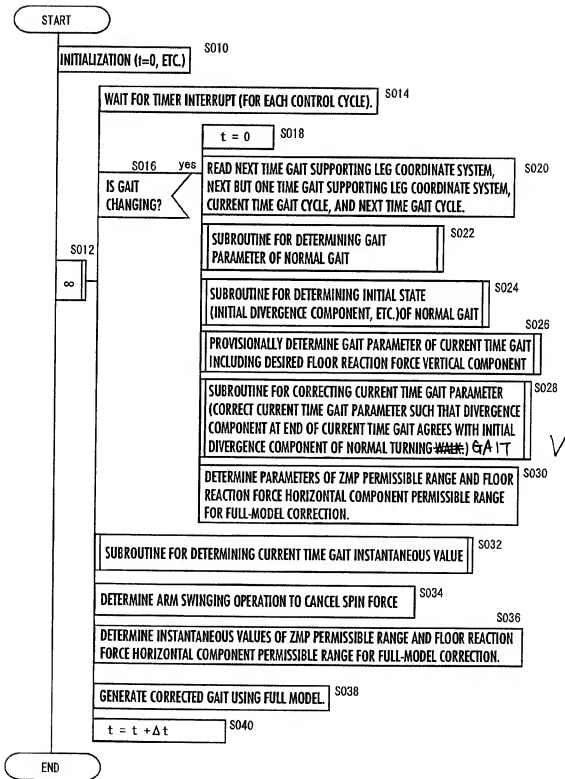 START
INITIALIZATION (t=0, ETC.)
S010
WAIT FOR TIMER INTERRUPT (FOR EACH CONTROL CYCLE).
S014
t = 0
S018
S016
yes
IS GAIT
CHANGING?
READ NEXT TIME GAIT SUPPORTING LEG COORDINATE SYSTEM,
NEXT BUT ONE TIME GAIT SUPPORTING LEG COORDINATE SYSTEM,
CURRENT TIME GAIT CYCLE, AND NEXT TIME GAIT CYCLE.
S020
SUBROUTINE FOR DETERMINING GAIT
PARAMETER OF NORMAL GAIT
S022
S012
∞
SUBROUTINE FOR DETERMINING INITIAL STATE
(INITIAL DIVERGENCE COMPONENT, ETC.)OF NORMAL GAIT
S024
S026
PROVISIONALLY DETERMINE GAIT PARAMETER OF CURRENT TIME GAIT
INCLUDING DESIRED FLOOR REACTION FORCE VERTICAL COMPONENT
SUBROUTINE FOR CORRECTING CURRENT TIME GAIT PARAMETER
(CORRECT CURRENT TIME GAIT PARAMETER SUCH THAT DIVERGENCE
COMPONENT AT END OF CURRENT TIME GAIT AGREES WITH INITIAL
DIVERGENCE COMPONENT OF NORMAL TURNING WALK.) GAIT V
S028
DETERMINE PARAMETERS OF ZMP PERMISSIBLE RANGE AND FLOOR
REACTION FORCE HORIZONTAL COMPONENT PERMISSIBLE RANGE
FOR FULL-MODEL CORRECTION.
S030
SUBROUTINE FOR DETERMINING CURRENT TIME GAIT INSTANTANEOUS VALUE
S032
DETERMINE ARM SWINGING OPERATION TO CANCEL SPIN FORCE
S034
S036
DETERMINE INSTANTANEOUS VALUES OF ZMP PERMISSIBLE RANGE AND FLOOR REACTION
FORCE HORIZONTAL COMPONENT PERMISSIBLE RANGE FOR FULL-MODEL CORRECTION.
GENERATE CORRECTED GAIT USING FULL MODEL.
S038
t = t +Δt
S040
END